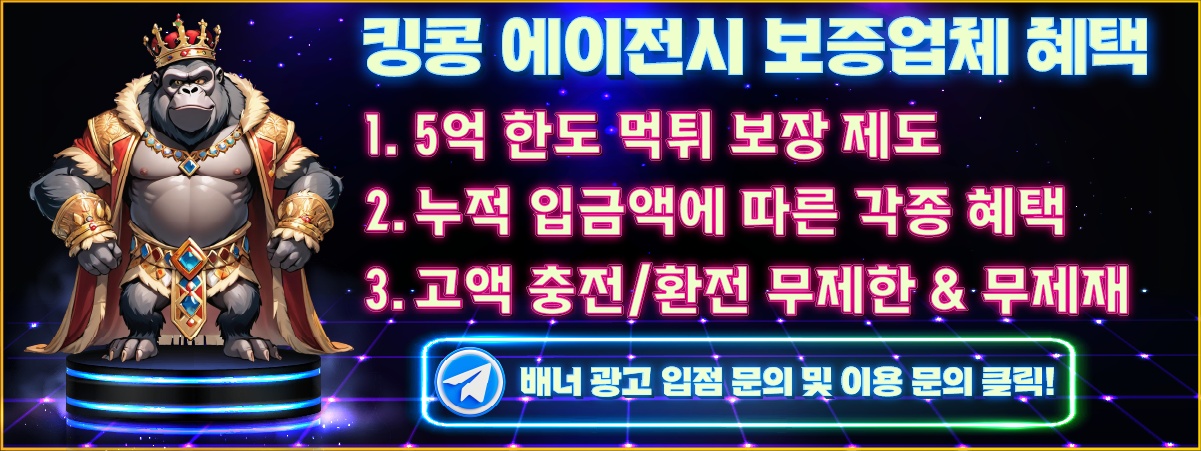 킹콩 에이전시 보증업체 혜택
1. 5억 한도 먹튀 보장 제도
2. 누적 입금액에 따른 각종 혜택
3. 고액 충전/환전 무제한 & 무제재
배너 광고 입점 문의 및 이용 문의 클릭!